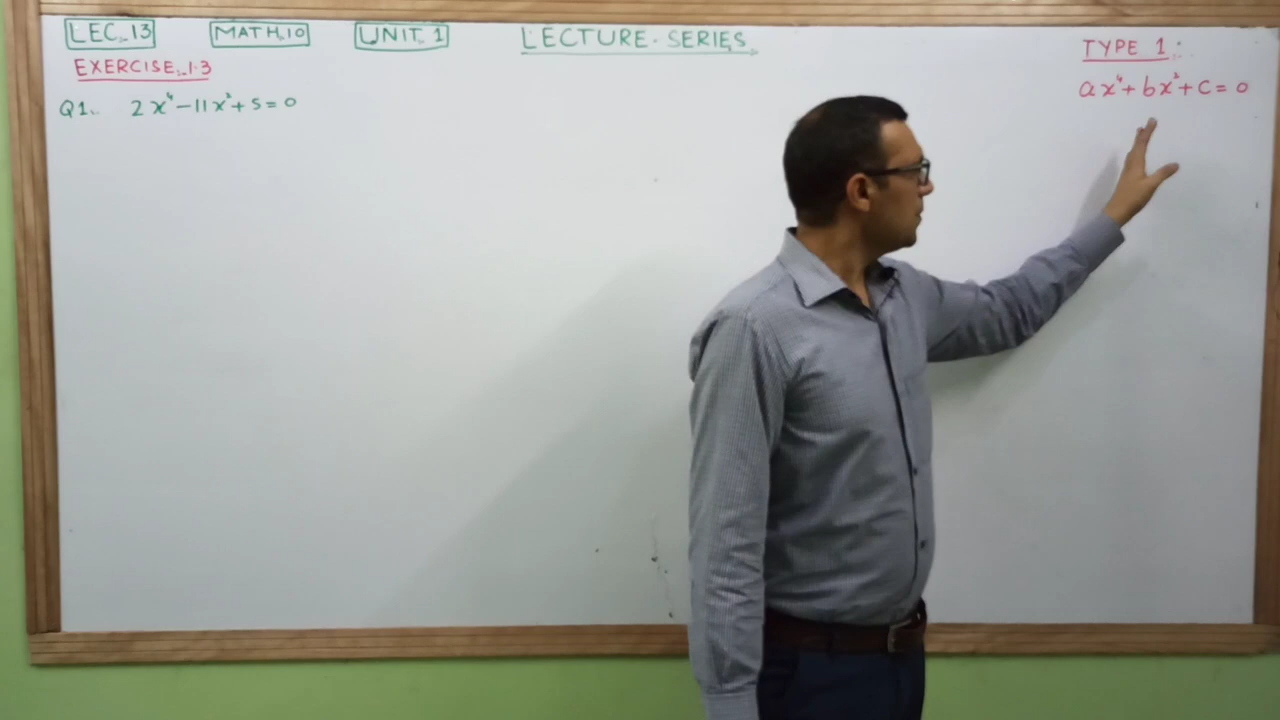 LEC. 13 MATH.10 UNIT. 1 LECTURE. SERIES.
EXERCISE. 1.3
Q1. 2x⁴-11x²+5=0
TYPE 1:
ax⁴+bx²+c=0